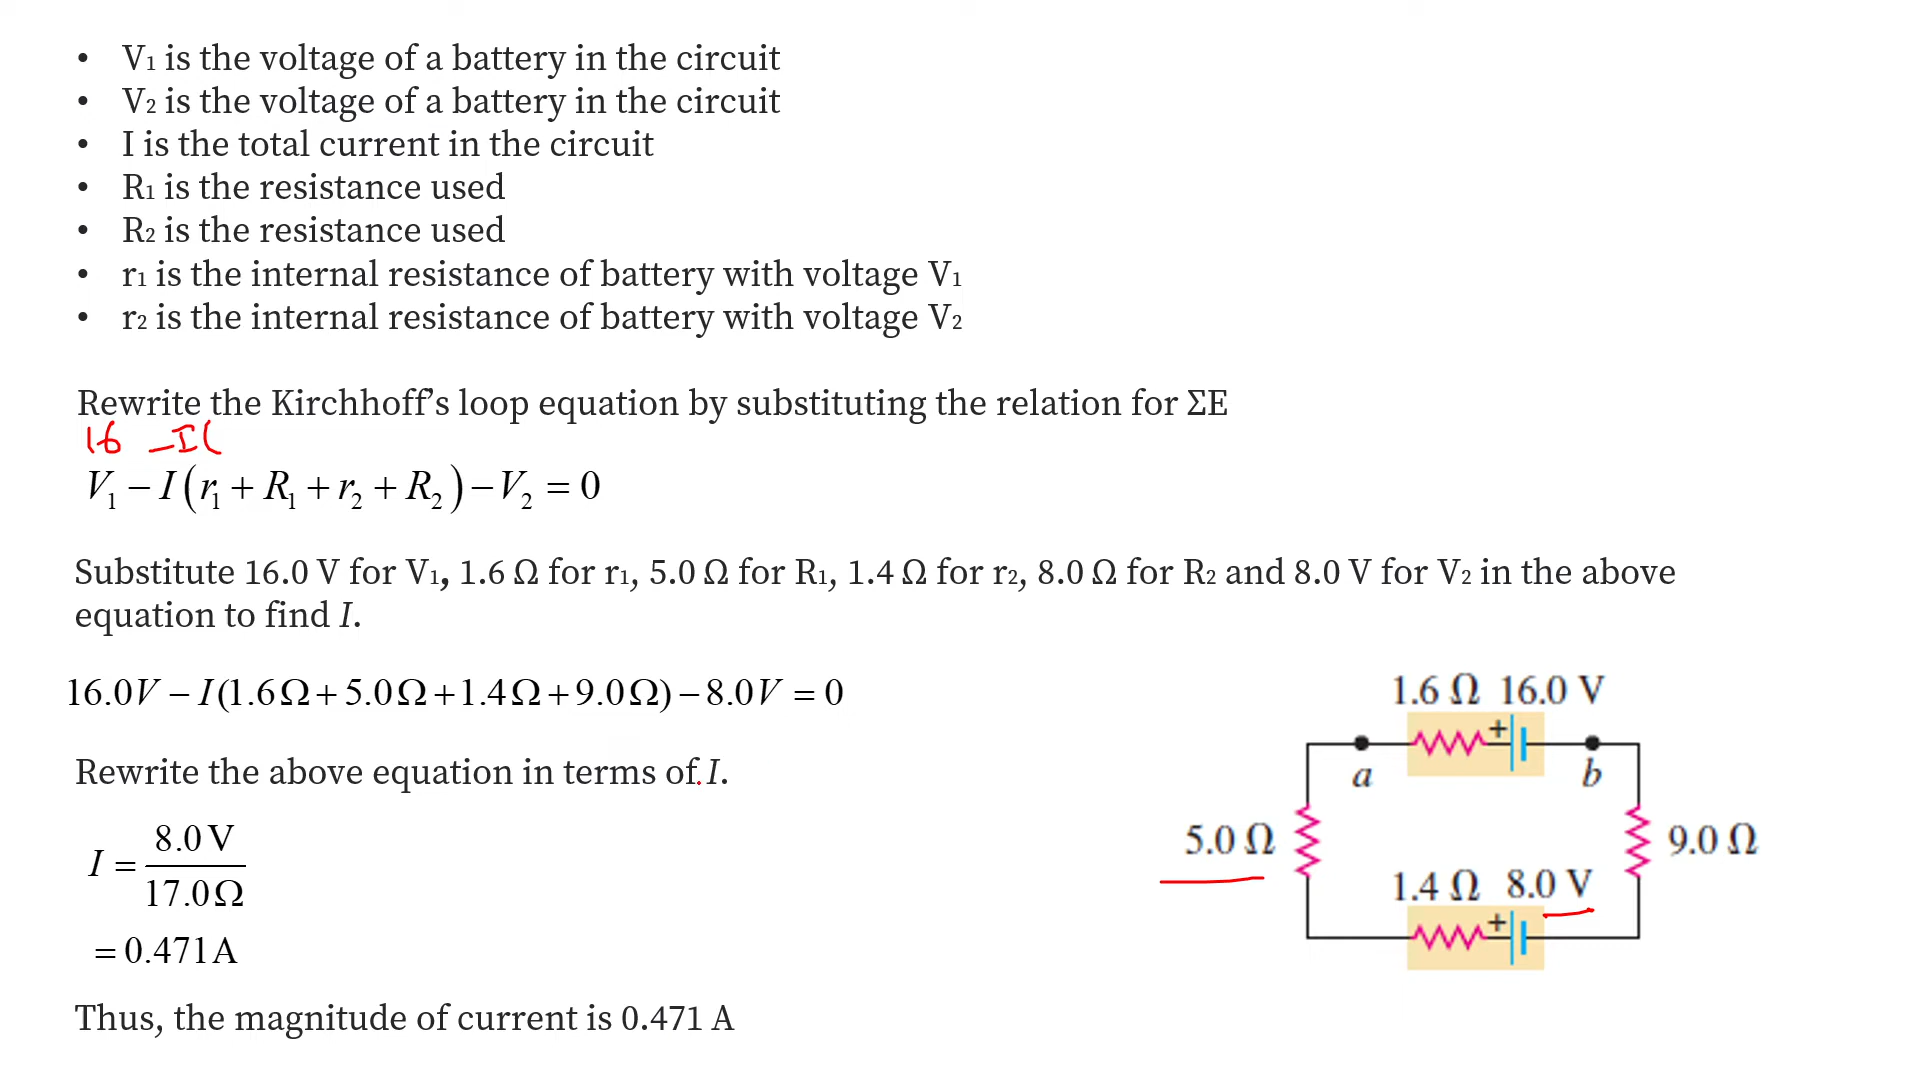 • V₁ is the voltage of a battery in the circuit
• V₂ is the voltage of a battery in the circuit
• I is the total current in the circuit
• R₁ is the resistance used
• R₂ is the resistance used
• r₁ is the internal resistance of battery with voltage V₁
• r₂ is the internal resistance of battery with voltage V₂
Rewrite the Kirchhoff's loop equation by substituting the relation for ΣE
16 –I(
V₁ − I(r₁ + R₁ + r₂ + R₂) − V₂ = 0
Substitute 16.0 V for V₁, 1.6 Ω for r₁, 5.0 Ω for R₁, 1.4 Ω for r₂, 8.0 Ω for R₂ and 8.0 V for V₂ in the above
equation to find I.
16.0V − I(1.6Ω + 5.0Ω + 1.4Ω + 9.0Ω) − 8.0V = 0
Rewrite the above equation in terms of I.
I = 8.0 V / 17.0 Ω
= 0.471 A
Thus, the magnitude of current is 0.471 A
1.6 Ω 16.0 V
+
a b
5.0 Ω 9.0 Ω
1.4 Ω 8.0 V
+